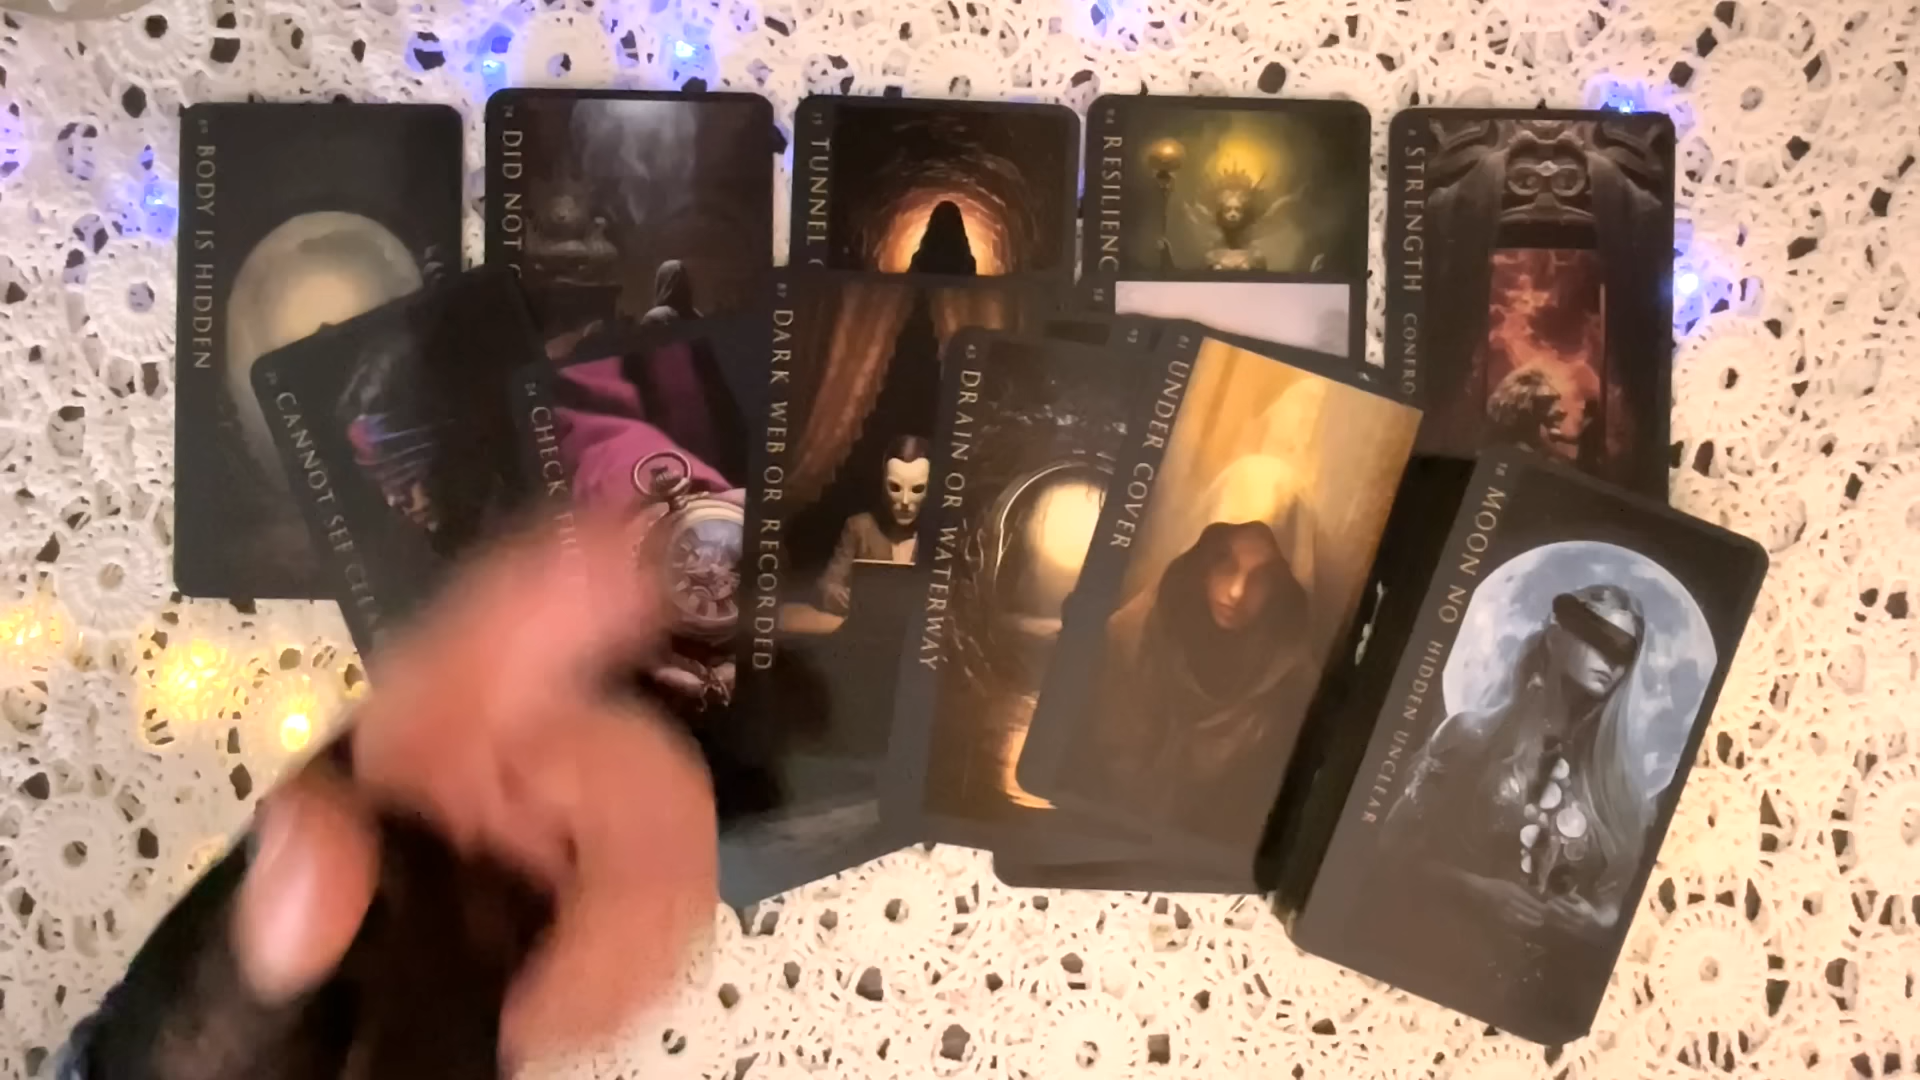 BODY IS HIDDEN
DID NOT
TUNNEL
STRENGTH CONTRO
CANNOT SEE CLEA
CHECK
DARK WEB OR RECORDED
DRAIN OR WATERWAY
UNDER COVER
MOON NO HIDDEN UNCLEAR